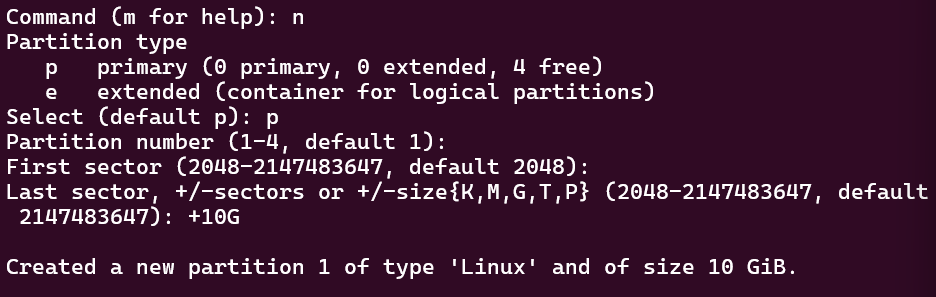 Command (m for help): n
Partition type
   p   primary (0 primary, 0 extended, 4 free)
   e   extended (container for logical partitions)
Select (default p): p
Partition number (1-4, default 1):
First sector (2048-2147483647, default 2048):
Last sector, +/-sectors or +/-size{K,M,G,T,P} (2048-2147483647, default
 2147483647): +10G

Created a new partition 1 of type 'Linux' and of size 10 GiB.